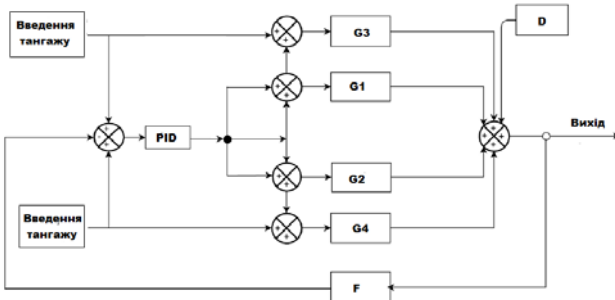 Введення
тангажу
G3
D
G1
Вихід
PID
G2
Введення
тангажу
G4
F